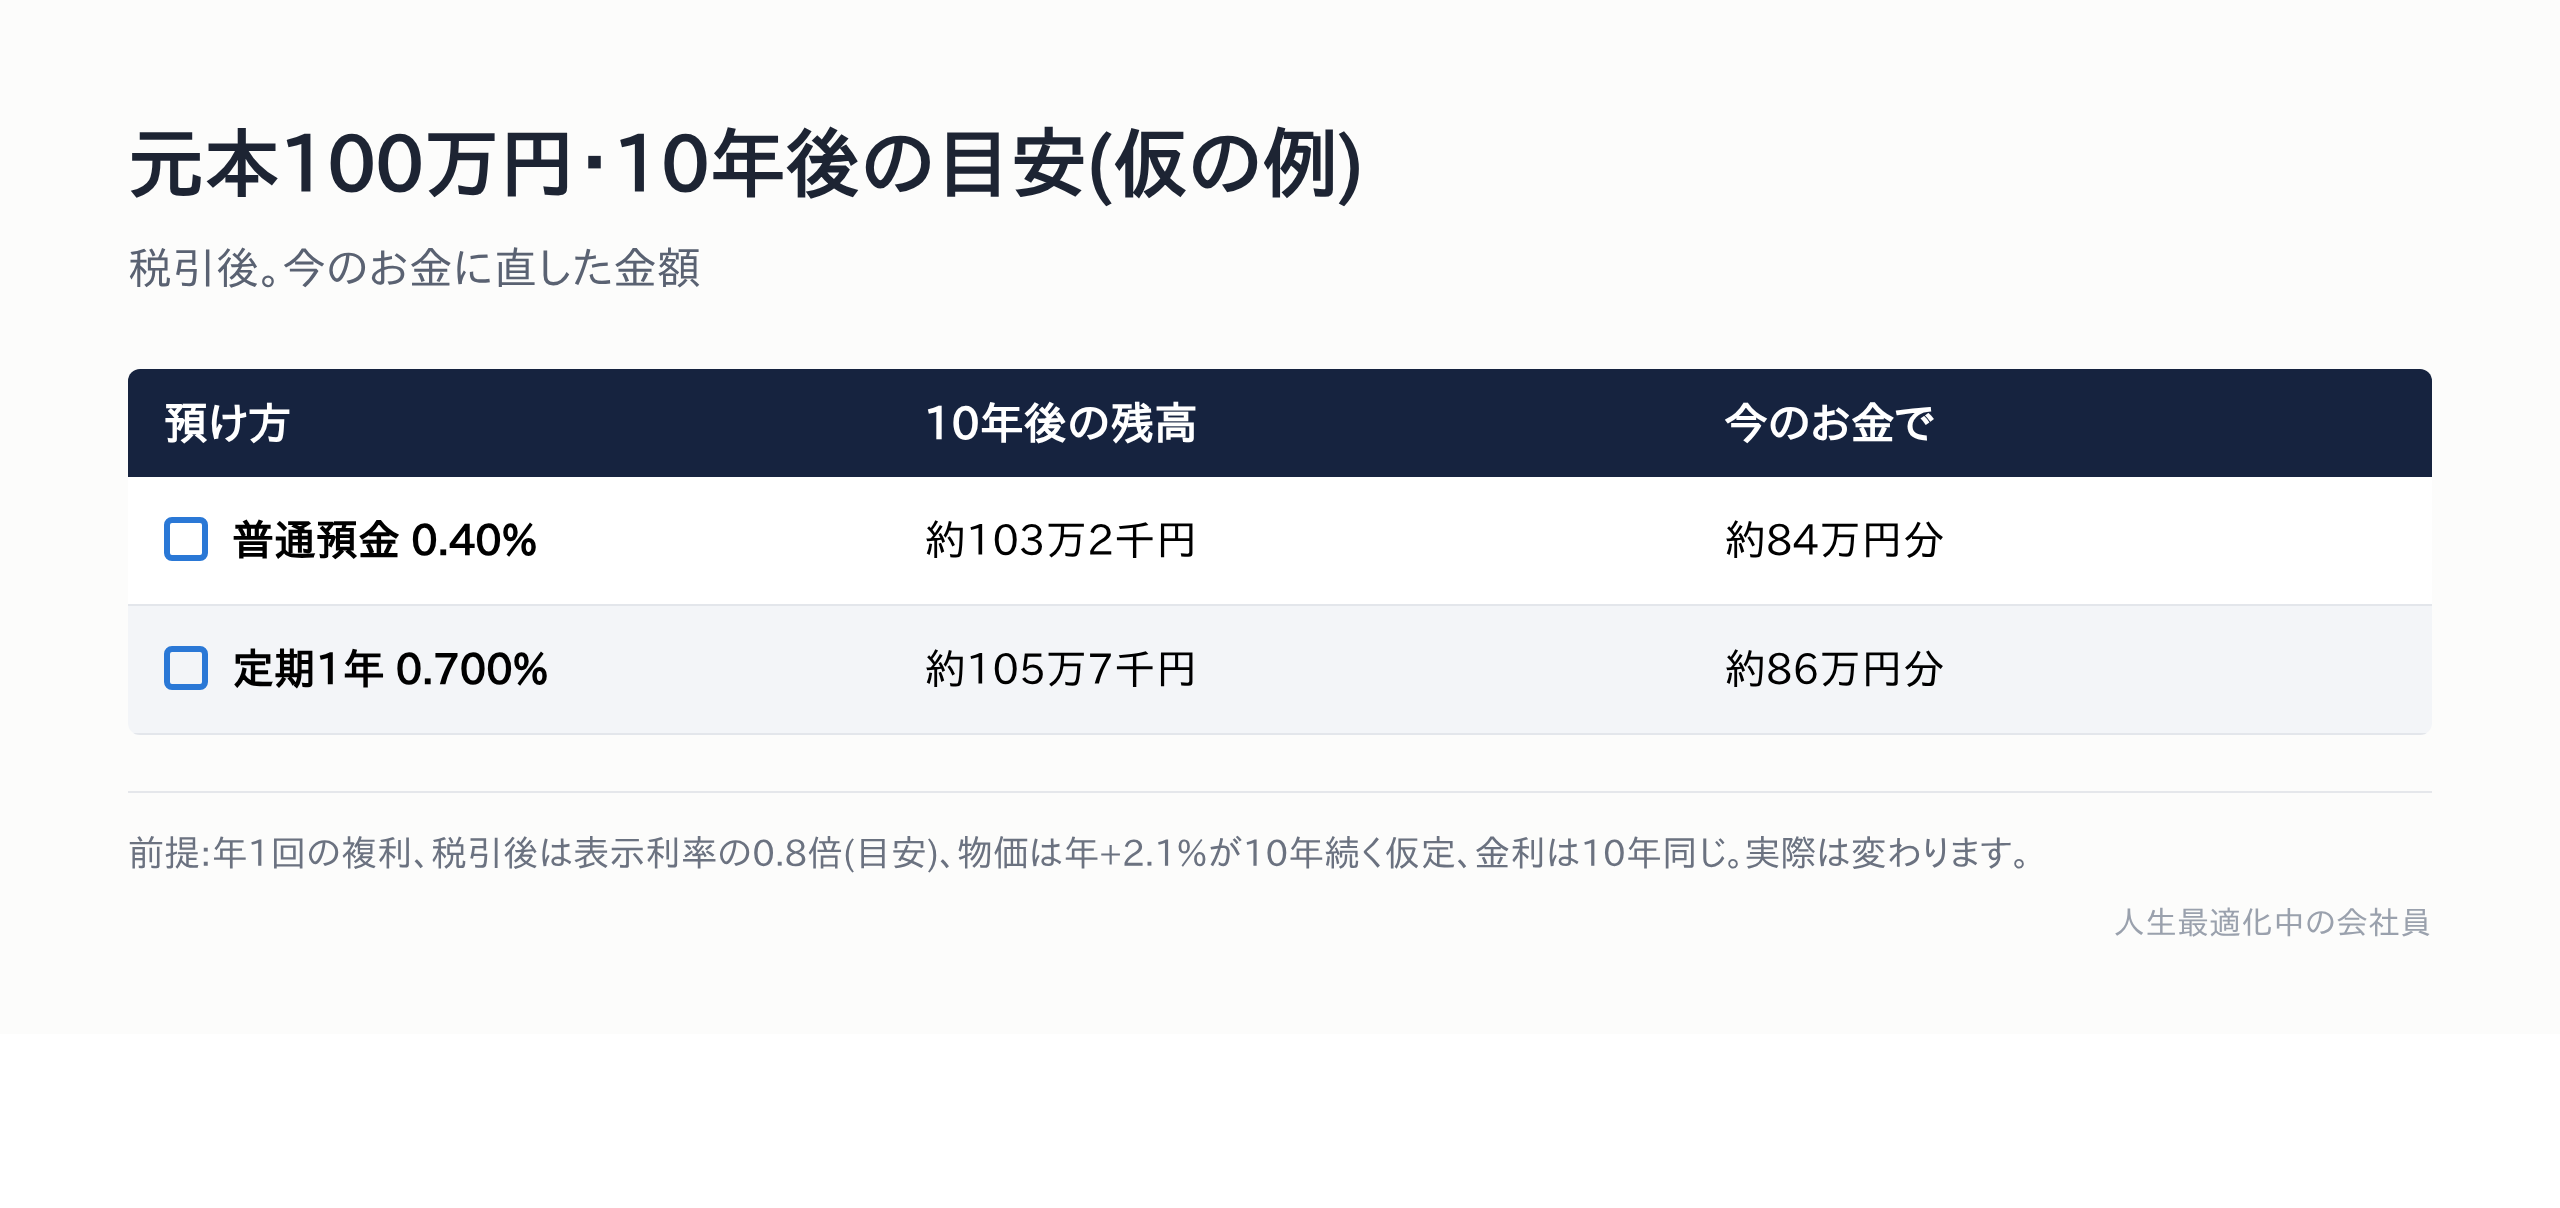 元本100万円･10年後の目安(仮の例)
税引後。今のお金に直した金額
預け方 10年後の残高 今のお金で
普通預金 0.40% 約103万2千円 約84万円分
定期1年 0.700% 約105万7千円 約86万円分
前提:年1回の複利、税引後は表示利率の0.8倍(目安)、物価は年+2.1%が10年続く仮定、金利は10年同じ。実際は変わります。
人生最適化中の会社員